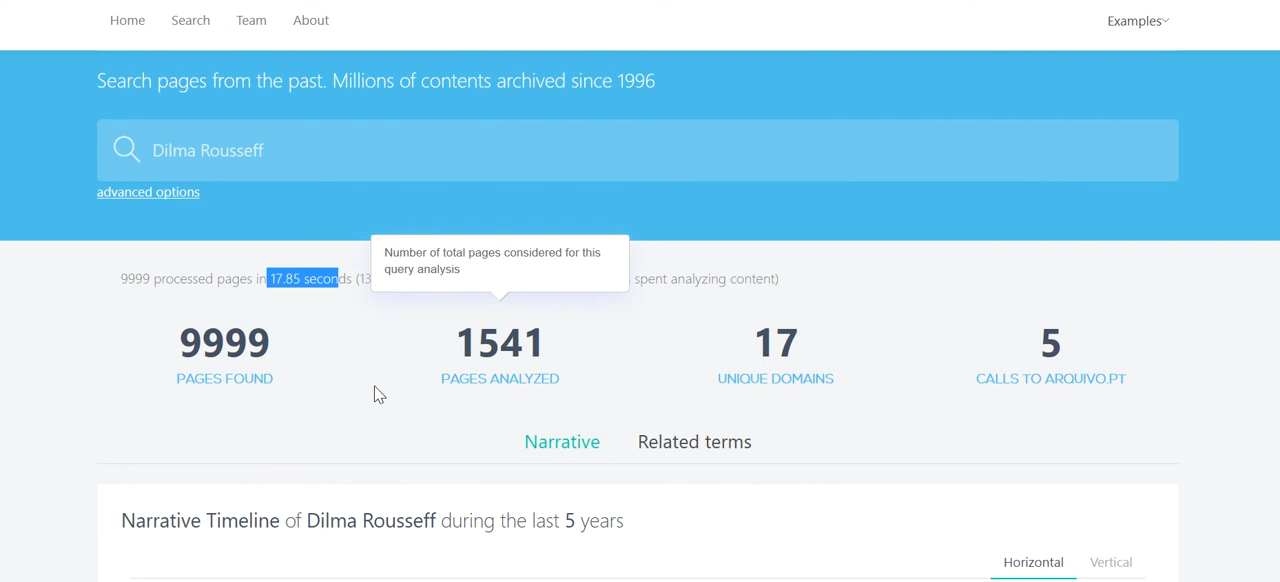 Home Search Team About Examples
Search pages from the past. Millions of contents archived since 1996
Dilma Rousseff
advanced options
Number of total pages considered for this
query analysis
9999 processed pages in 17.85 seconds (13 spent analyzing content)
9999 1541 17 5
PAGES FOUND PAGES ANALYZED UNIQUE DOMAINS CALLS TO ARQUIVO.PT
Narrative Related terms
Narrative Timeline of Dilma Rousseff during the last 5 years
Horizontal Vertical